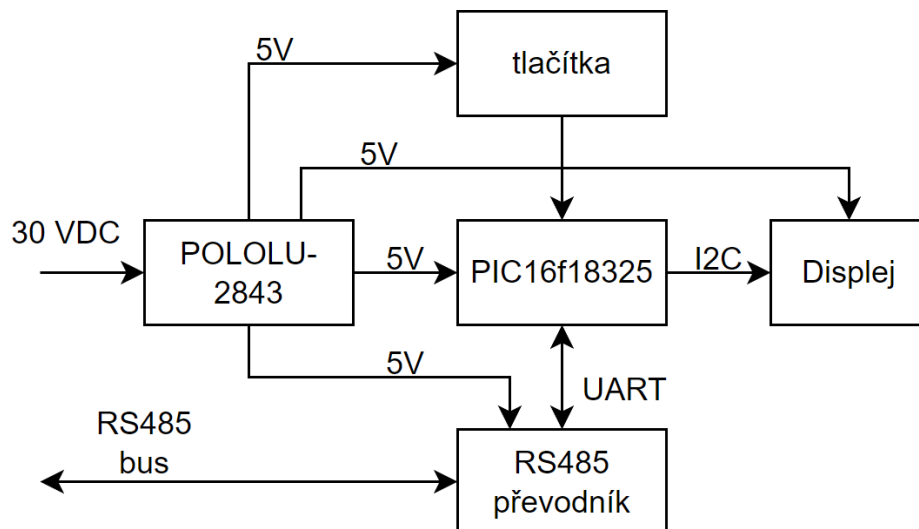 5V
tlačítka
5V
30 VDC
POLOLU-
2843
5V
PIC16f18325
I2C
Displej
5V
UART
RS485
bus
RS485
převodník